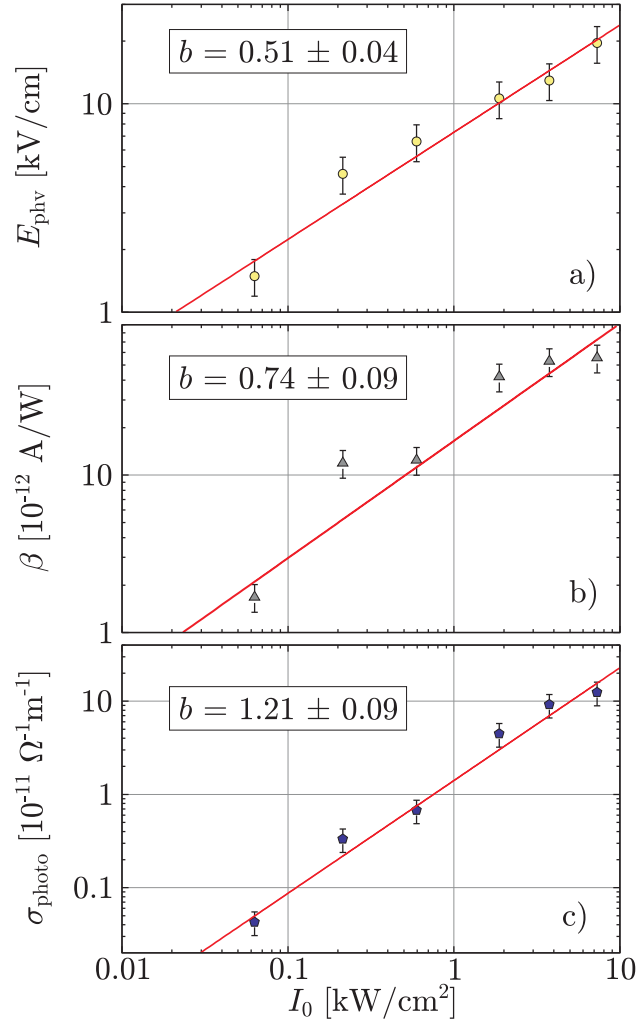 b = 0.51 ± 0.04
10
1
E_phv [kV/cm]
a)
b = 0.74 ± 0.09
10
1
β [10^-12 A/W]
b)
b = 1.21 ± 0.09
10
1
0.1
σ_photo [10^-11 Ω^-1m^-1]
c)
0.01 0.1 1 10
I_0 [kW/cm^2]